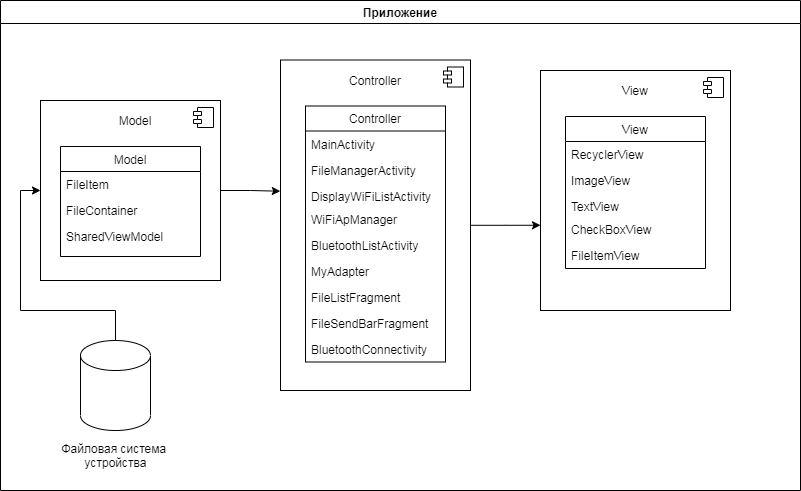 Приложение
Model
Model
FileItem
FileContainer
SharedViewModel
Файловая система
устройства
Controller
Controller
MainActivity
FileManagerActivity
DisplayWiFiListActivity
WiFiApManager
BluetoothListActivity
MyAdapter
FileListFragment
FileSendBarFragment
BluetoothConnectivity
View
View
RecyclerView
ImageView
TextView
CheckBoxView
FileItemView